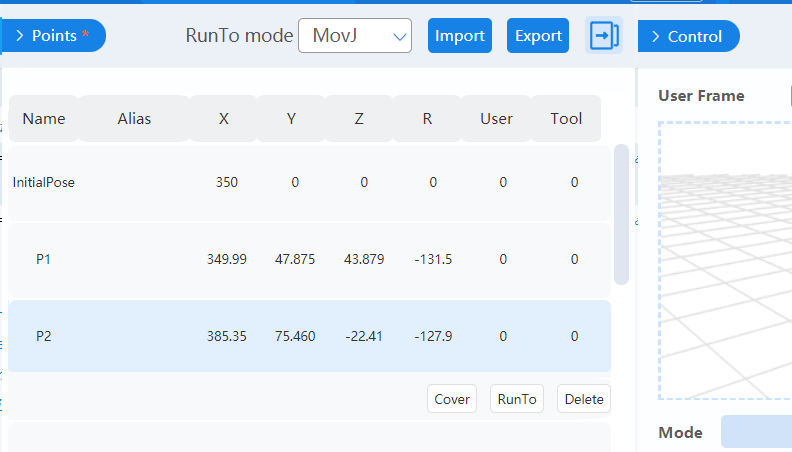 Points * RunTo mode MovJ Import Export Control
User Frame
Name Alias X Y Z R User Tool
InitialPose 350 0 0 0 0 0
P1 349.99 47.875 43.879 -131.5 0 0
P2 385.35 75.460 -22.41 -127.9 0 0
Cover RunTo Delete
Mode